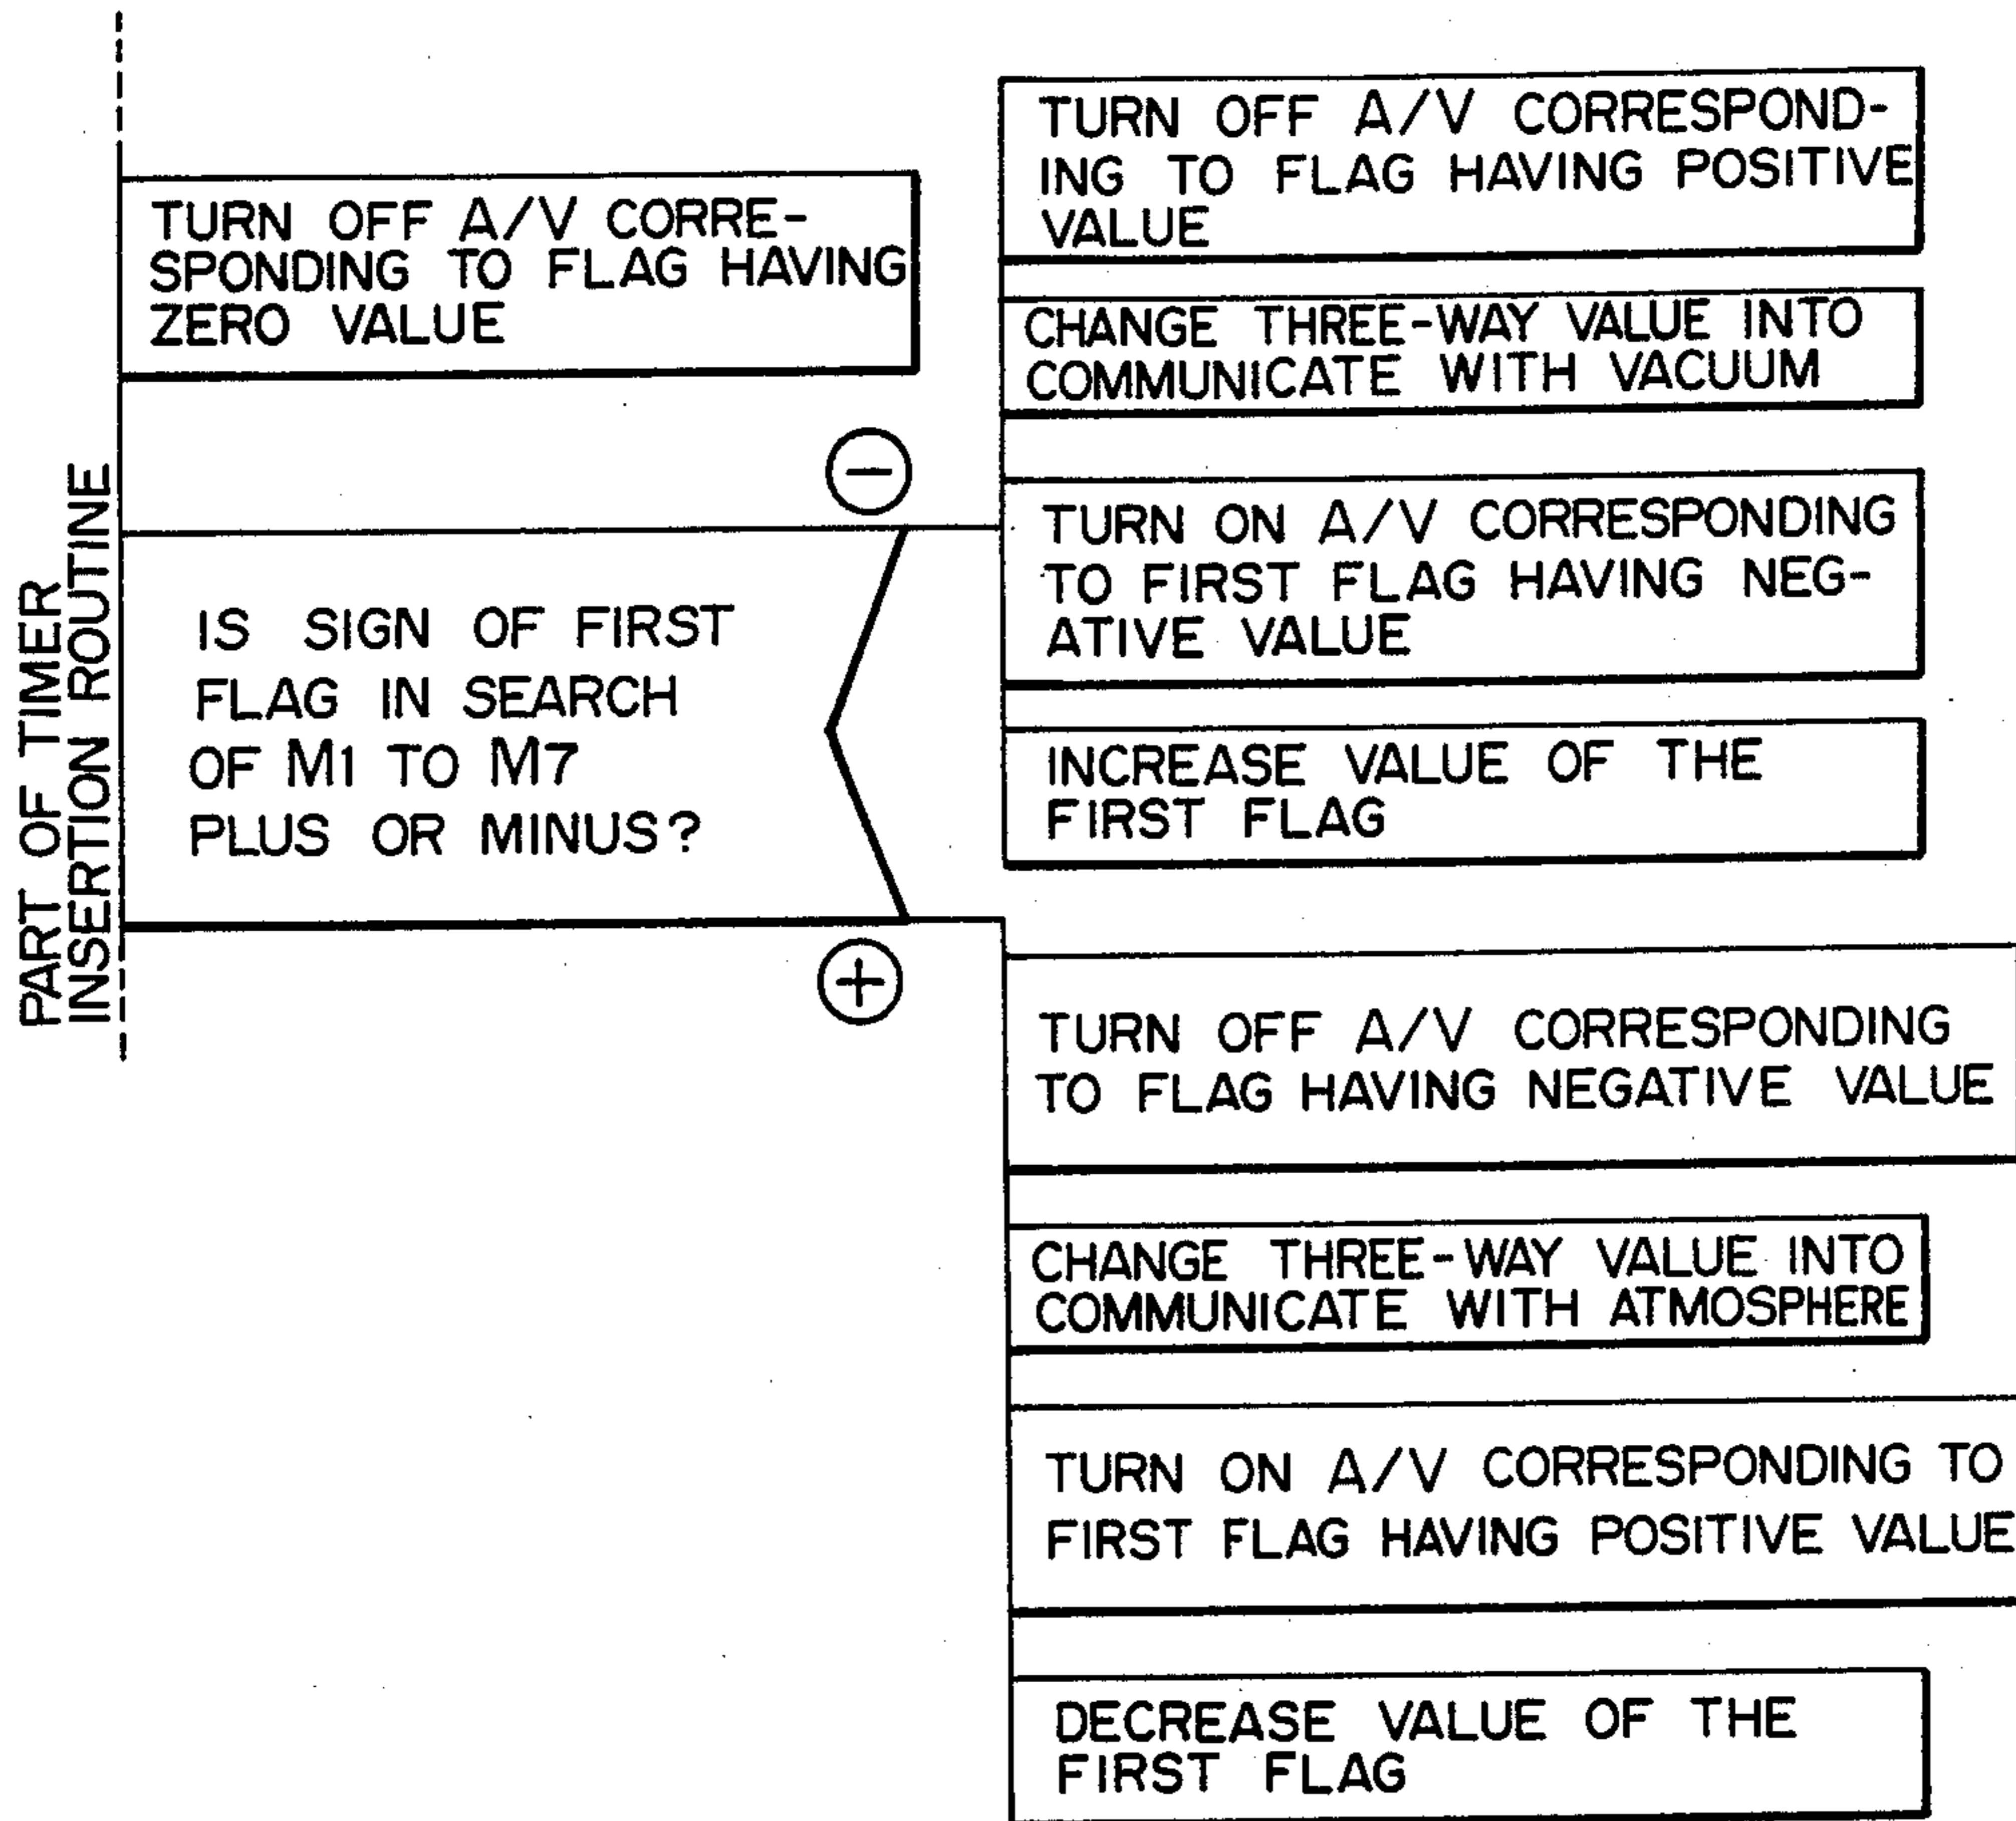 PART OF TIMER
INSERTION ROUTINE
TURN OFF A/V CORRE-
SPONDING TO FLAG HAVING
ZERO VALUE
IS SIGN OF FIRST
FLAG IN SEARCH
OF M1 TO M7
PLUS OR MINUS?
−
TURN OFF A/V CORRESPOND-
ING TO FLAG HAVING POSITIVE
VALUE
CHANGE THREE-WAY VALUE INTO
COMMUNICATE WITH VACUUM
TURN ON A/V CORRESPONDING
TO FIRST FLAG HAVING NEG-
ATIVE VALUE
INCREASE VALUE OF THE
FIRST FLAG
+
TURN OFF A/V CORRESPONDING
TO FLAG HAVING NEGATIVE VALUE
CHANGE THREE-WAY VALUE INTO
COMMUNICATE WITH ATMOSPHERE
TURN ON A/V CORRESPONDING TO
FIRST FLAG HAVING POSITIVE VALUE
DECREASE VALUE OF THE
FIRST FLAG